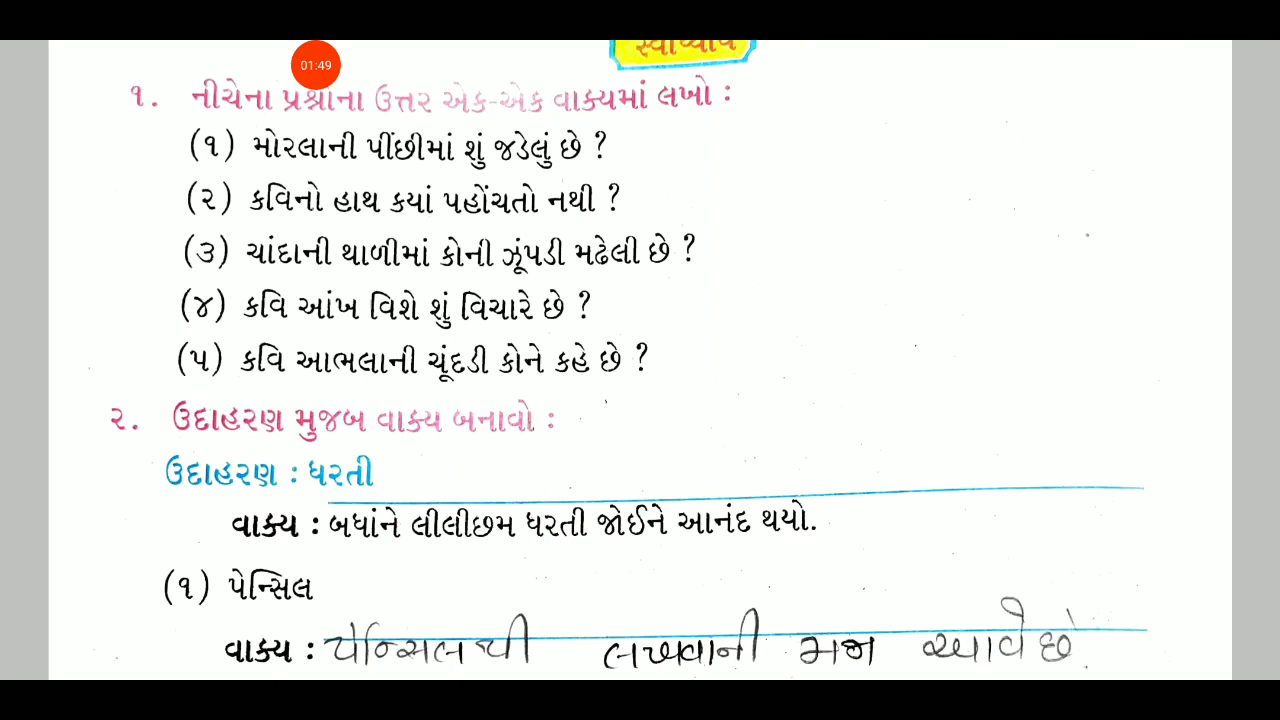 સ્વાધ્યાય
01:49
૧. નીચેના પ્રશ્નોના ઉત્તર એક-એક વાક્યમાં લખો :
(૧) મોરલાની પીંછીમાં શું જડેલું છે ?
(૨) કવિનો હાથ કયાં પહોંચતો નથી ?
(૩) ચાંદાની થાળીમાં કોની ઝૂંપડી મઢેલી છે ?
(૪) કવિ આંખ વિશે શું વિચારે છે ?
(૫) કવિ આભલાની ચૂંદડી કોને કહે છે ?
૨. ઉદાહરણ મુજબ વાક્ય બનાવો :
ઉદાહરણ : ધરતી
વાક્ય : બધાંને લીલીછમ ધરતી જોઈને આનંદ થયો.
(૧) પેન્સિલ
વાક્ય : પેન્સિલથી લખવાની મજા આવે છે